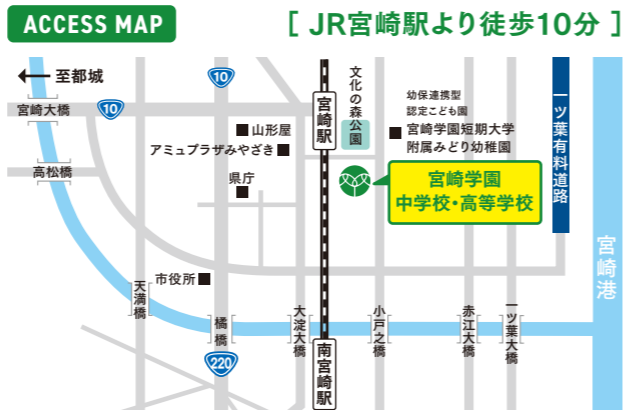 ACCESS MAP
[ JR宮崎駅より徒歩10分 ]
至都城
宮崎大橋
10
10
高松橋
山形屋
アミュプラザみやざき
県庁
宮崎駅
文化の森公園
幼保連携型
認定こども園
宮崎学園短期大学
附属みどり幼稚園
宮崎学園
中学校・高等学校
一ツ葉有料道路
宮崎港
市役所
天満橋
橘橋
220
大淀大橋
南宮崎駅
小戸之橋
赤江大橋
一ツ葉大橋